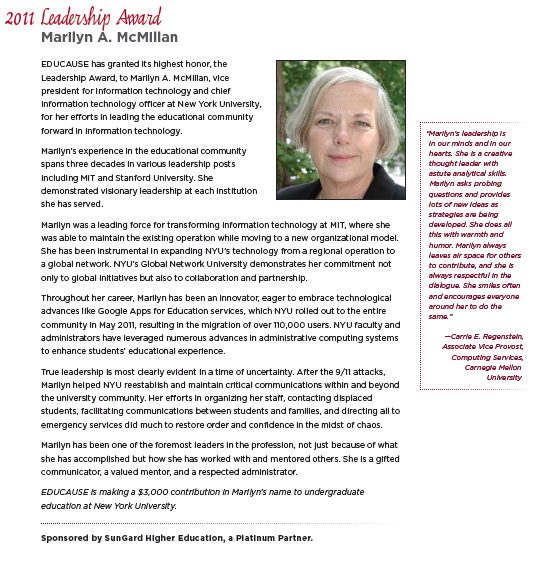 2011 Leadership Award
Marilyn A. McMillan
EDUCAUSE has granted its highest honor, the
Leadership Award, to Marilyn A. McMillan, vice
president for information technology and chief
information technology officer at New York University,
for her efforts in leading the educational community
forward in information technology.
Marilyn's experience in the educational community
spans three decades in various leadership posts
including MIT and Stanford University. She
demonstrated visionary leadership at each institution
she has served.
Marilyn was a leading force for transforming information technology at MIT, where she
was able to maintain the existing operation while moving to a new organizational model.
She has been instrumental in expanding NYU's technology from a regional operation to
a global network. NYU's Global Network University demonstrates her commitment not
only to global initiatives but also to collaboration and partnership.
Throughout her career, Marilyn has been an innovator, eager to embrace technological
advances like Google Apps for Education services, which NYU rolled out to the entire
community in May 2011, resulting in the migration of over 110,000 users. NYU faculty and
administrators have leveraged numerous advances in administrative computing systems
to enhance students' educational experience.
True leadership is most clearly evident in a time of uncertainty. After the 9/11 attacks,
Marilyn helped NYU reestablish and maintain critical communications within and beyond
the university community. Her efforts in organizing her staff, contacting displaced
students, facilitating communications between students and families, and directing all to
emergency services did much to restore order and confidence in the midst of chaos.
Marilyn has been one of the foremost leaders in the profession, not just because of what
she has accomplished but how she has worked with and mentored others. She is a gifted
communicator, a valued mentor, and a respected administrator.
EDUCAUSE is making a $3,000 contribution in Marilyn's name to undergraduate
education at New York University.
Sponsored by SunGard Higher Education, a Platinum Partner.
"Marilyn's leadership is
in our minds and in our
hearts. She is a creative
thought leader with
astute analytical skills.
Marilyn asks probing
questions and provides
lots of new ideas as
strategies are being
developed. She does all
this with warmth and
humor. Marilyn always
leaves air space for others
to contribute, and she is
always respectful in the
dialogue. She smiles often
and encourages everyone
around her to do the
same."
—Carrie E. Regenstein,
Associate Vice Provost,
Computing Services,
Carnegie Mellon
University